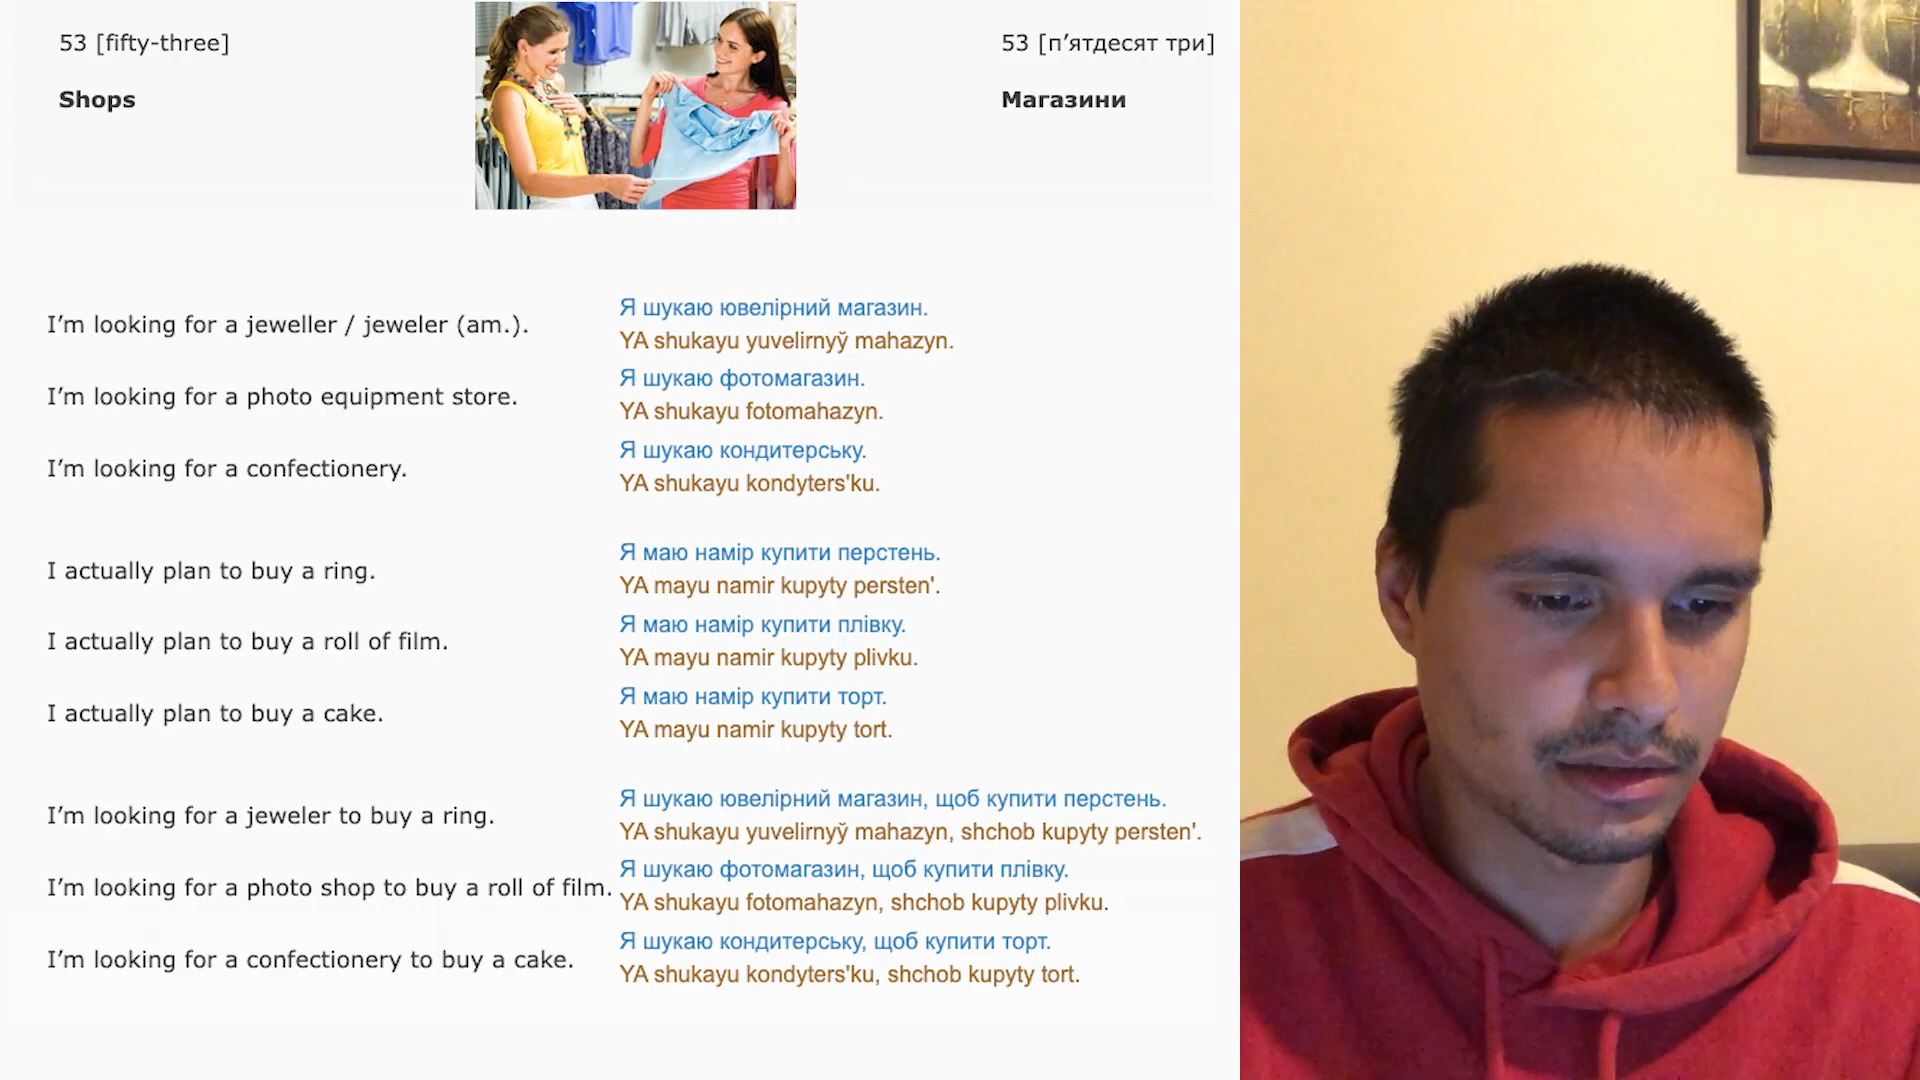 53 [fifty-three]
53 [п’ятдесят три]
Shops
Магазини
I’m looking for a jeweller / jeweler (am.).
Я шукаю ювелірний магазин.
YA shukayu yuvelirnyy̆ mahazyn.
I’m looking for a photo equipment store.
Я шукаю фотомагазин.
YA shukayu fotomahazyn.
I’m looking for a confectionery.
Я шукаю кондитерську.
YA shukayu kondytersʹku.
I actually plan to buy a ring.
Я маю намір купити перстень.
YA mayu namir kupyty perstenʹ.
I actually plan to buy a roll of film.
Я маю намір купити плівку.
YA mayu namir kupyty plivku.
I actually plan to buy a cake.
Я маю намір купити торт.
YA mayu namir kupyty tort.
I’m looking for a jeweler to buy a ring.
Я шукаю ювелірний магазин, щоб купити перстень.
YA shukayu yuvelirnyy̆ mahazyn, shchob kupyty perstenʹ.
I’m looking for a photo shop to buy a roll of film.
Я шукаю фотомагазин, щоб купити плівку.
YA shukayu fotomahazyn, shchob kupyty plivku.
I’m looking for a confectionery to buy a cake.
Я шукаю кондитерську, щоб купити торт.
YA shukayu kondytersʹku, shchob kupyty tort.